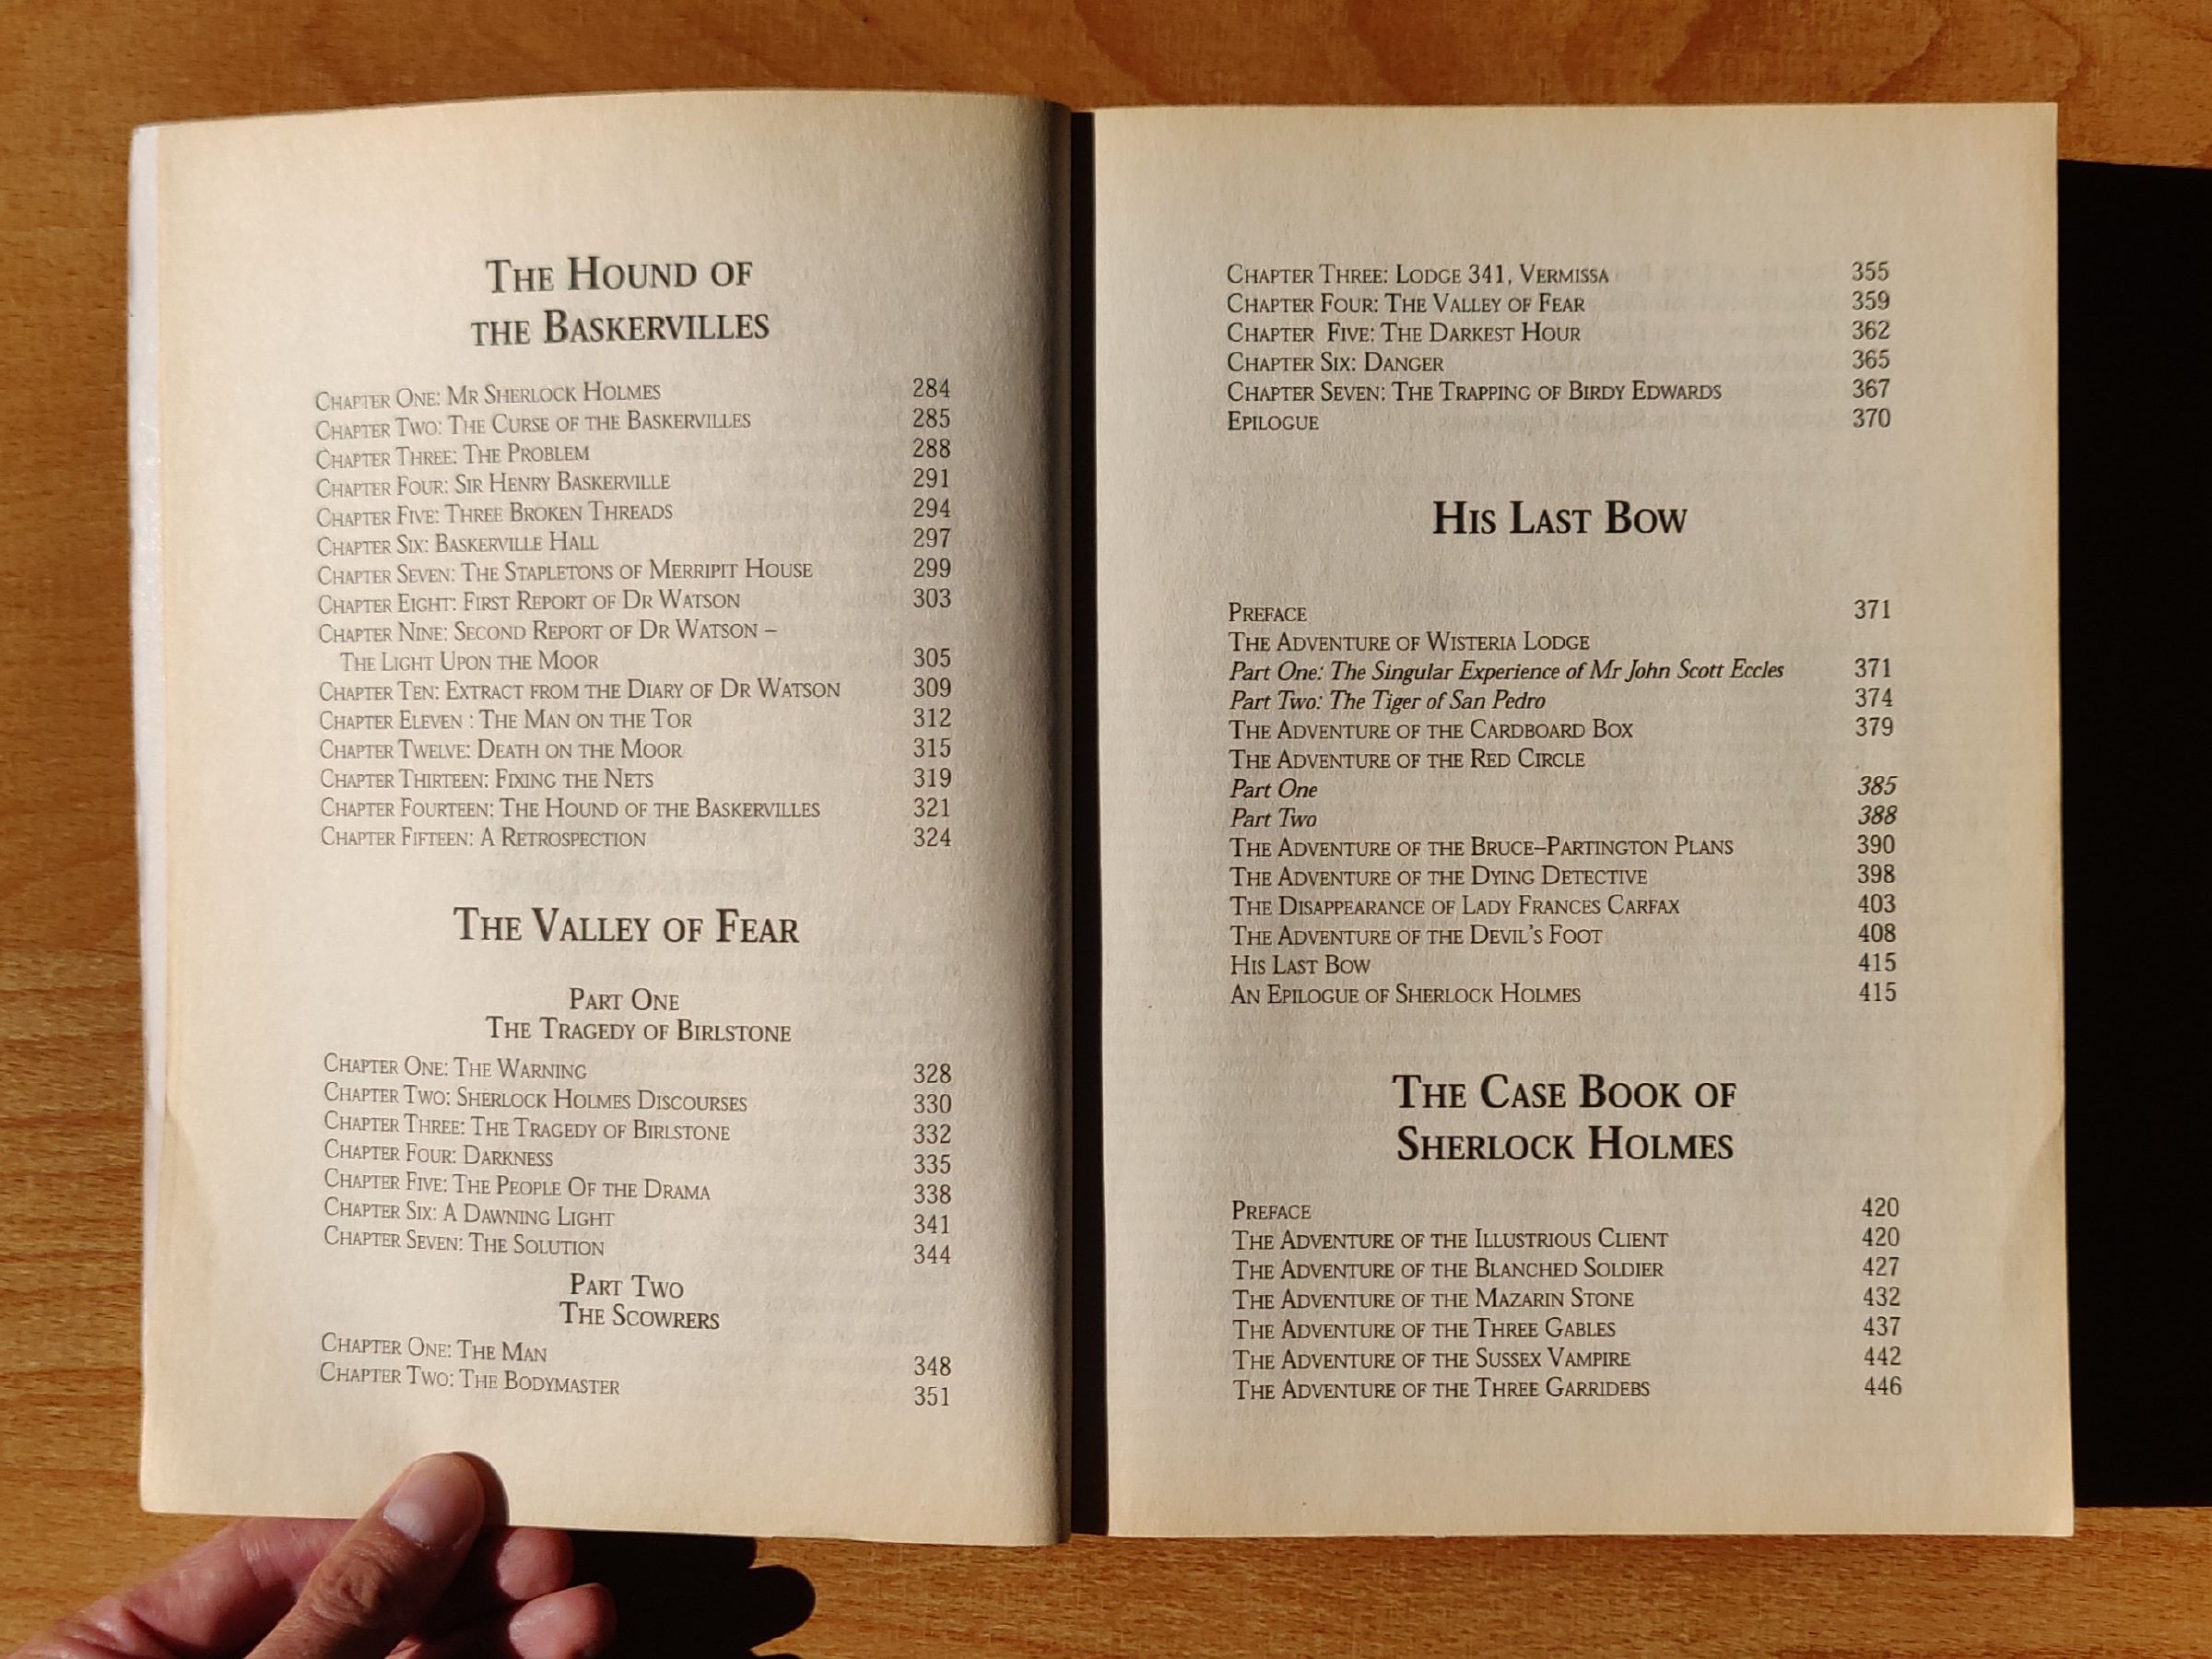 The Hound of
the Baskervilles
Chapter One: Mr Sherlock Holmes 284
Chapter Two: The Curse of the Baskervilles 285
Chapter Three: The Problem 288
Chapter Four: Sir Henry Baskerville 291
Chapter Five: Three Broken Threads 294
Chapter Six: Baskerville Hall 297
Chapter Seven: The Stapletons of Merripit House 299
Chapter Eight: First Report of Dr Watson 303
Chapter Nine: Second Report of Dr Watson –
The Light Upon the Moor 305
Chapter Ten: Extract from the Diary of Dr Watson 309
Chapter Eleven : The Man on the Tor 312
Chapter Twelve: Death on the Moor 315
Chapter Thirteen: Fixing the Nets 319
Chapter Fourteen: The Hound of the Baskervilles 321
Chapter Fifteen: A Retrospection 324
The Valley of Fear
Part One
The Tragedy of Birlstone
Chapter One: The Warning 328
Chapter Two: Sherlock Holmes Discourses 330
Chapter Three: The Tragedy of Birlstone 332
Chapter Four: Darkness 335
Chapter Five: The People Of the Drama 338
Chapter Six: A Dawning Light 341
Chapter Seven: The Solution 344
Part Two
The Scowrers
Chapter One: The Man 348
Chapter Two: The Bodymaster 351
Chapter Three: Lodge 341, Vermissa 355
Chapter Four: The Valley of Fear 359
Chapter Five: The Darkest Hour 362
Chapter Six: Danger 365
Chapter Seven: The Trapping of Birdy Edwards 367
Epilogue 370
His Last Bow
Preface 371
The Adventure of Wisteria Lodge
Part One: The Singular Experience of Mr John Scott Eccles 371
Part Two: The Tiger of San Pedro 374
The Adventure of the Cardboard Box 379
The Adventure of the Red Circle
Part One 385
Part Two 388
The Adventure of the Bruce–Partington Plans 390
The Adventure of the Dying Detective 398
The Disappearance of Lady Frances Carfax 403
The Adventure of the Devil's Foot 408
His Last Bow 415
An Epilogue of Sherlock Holmes 415
The Case Book of
Sherlock Holmes
Preface 420
The Adventure of the Illustrious Client 420
The Adventure of the Blanched Soldier 427
The Adventure of the Mazarin Stone 432
The Adventure of the Three Gables 437
The Adventure of the Sussex Vampire 442
The Adventure of the Three Garridebs 446